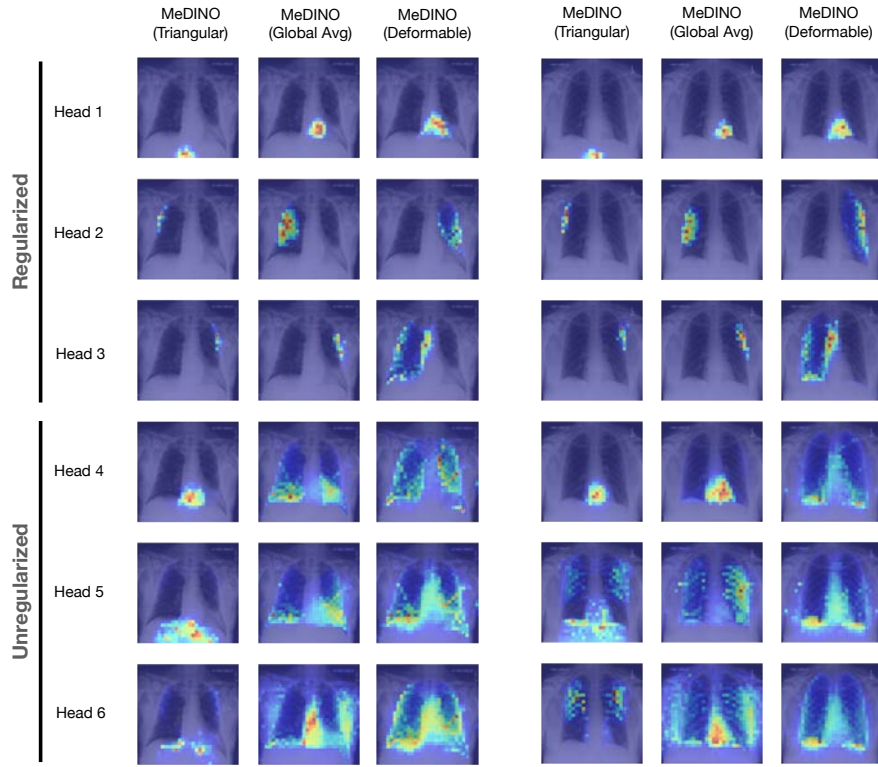 MeDINO
(Triangular)
MeDINO
(Global Avg)
MeDINO
(Deformable)
MeDINO
(Triangular)
MeDINO
(Global Avg)
MeDINO
(Deformable)
Regularized
Head 1
Head 2
Head 3
Unregularized
Head 4
Head 5
Head 6